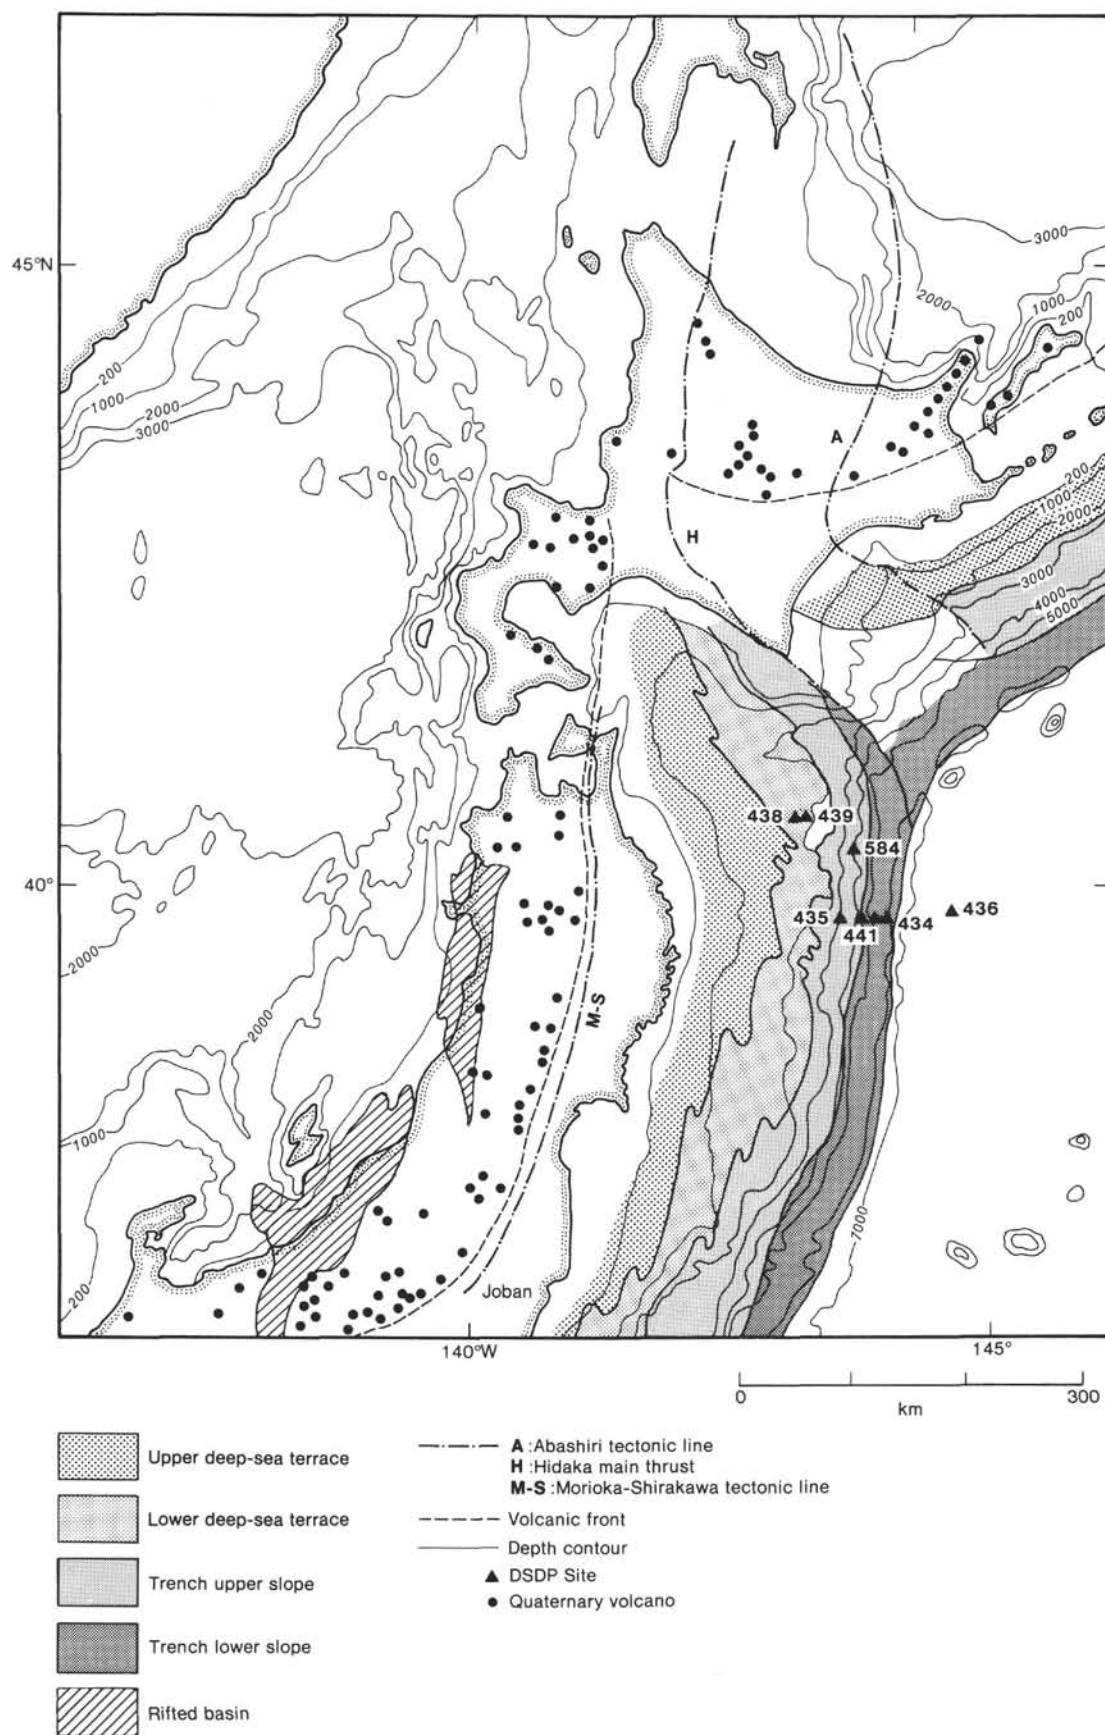 45°N
3000
2000
1000
200
200
1000
2000
3000
A
200
1000
2000
H
3000
4000
5000
438
439
584
40°
435
436
441
434
2000
2000
M-S
1000
7000
200
Joban
140°W
145°
0
300
km
Upper deep-sea terrace
Lower deep-sea terrace
Trench upper slope
Trench lower slope
Rifted basin
A :Abashiri tectonic line
H :Hidaka main thrust
M-S :Morioka-Shirakawa tectonic line
Volcanic front
Depth contour
DSDP Site
Quaternary volcano